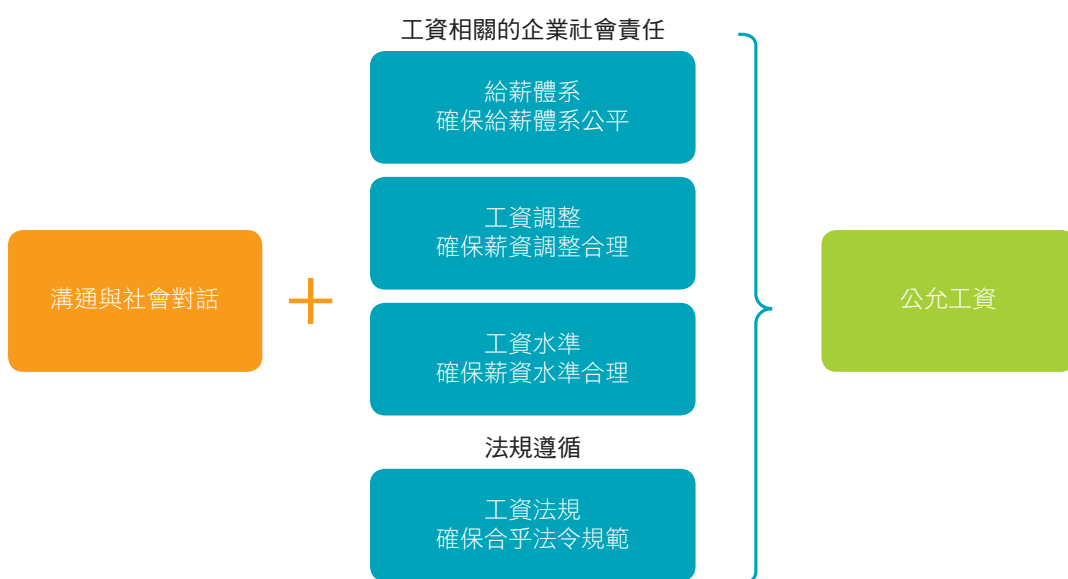 工資相關的企業社會責任
給薪體系
確保給薪體系公平
工資調整
確保薪資調整合理
溝通與社會對話
公允工資
工資水準
確保薪資水準合理
法規遵循
工資法規
確保合乎法令規範